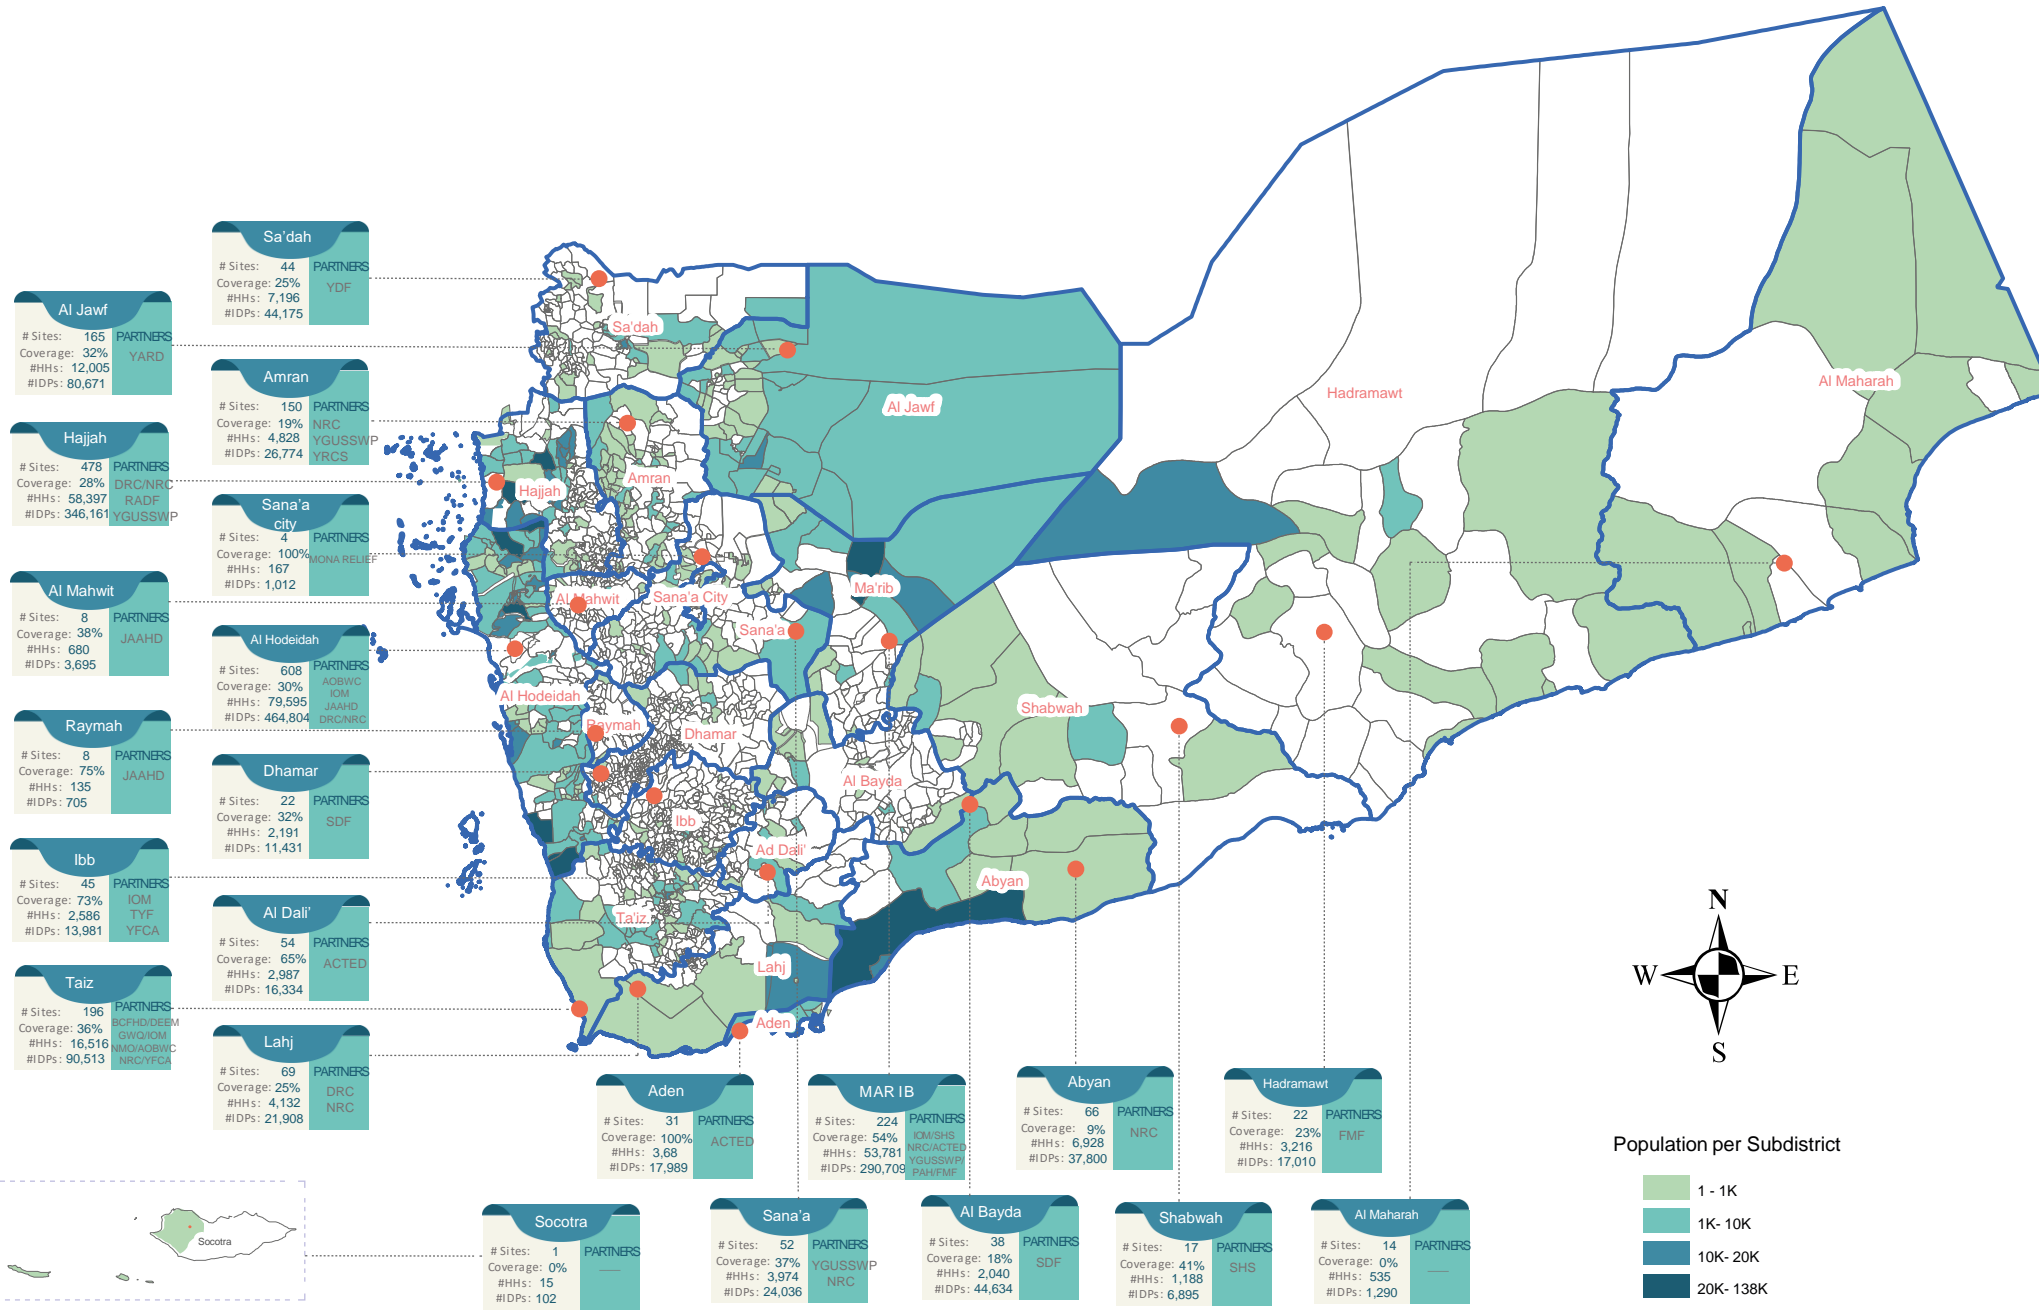 Sa'dah
# Sites: 44
Coverage: 25%
#HHs: 7,196
#IDPs: 44,175
PARTNERS
YDF
Al Jawf
# Sites: 165
Coverage: 32%
#HHs: 12,005
#IDPs: 80,671
PARTNERS
YARD
Amran
# Sites: 150
Coverage: 19%
#HHs: 4,828
#IDPs: 26,774
PARTNERS
NRC
YGUSSWP
YRCS
Hajjah
# Sites: 478
Coverage: 28%
#HHs: 58,397
#IDPs: 346,161
PARTNERS
DRC/NRC
RADF
YGUSSWP
Sana'a
city
# Sites: 4
Coverage: 100%
#HHs: 167
#IDPs: 1,012
PARTNERS
MONA RELIEF
Al Mahwit
# Sites: 8
Coverage: 38%
#HHs: 680
#IDPs: 3,695
PARTNERS
JAAHD
Al Hodeidah
# Sites: 608
Coverage: 30%
#HHs: 79,595
#IDPs: 464,804
PARTNERS
AOBWC
IOM
JAAHD
DRC/NRC
Raymah
# Sites: 8
Coverage: 75%
#HHs: 135
#IDPs: 705
PARTNERS
JAAHD
Dhamar
# Sites: 22
Coverage: 32%
#HHs: 2,191
#IDPs: 11,431
PARTNERS
SDF
Ibb
# Sites: 45
Coverage: 73%
#HHs: 2,586
#IDPs: 13,981
PARTNERS
IOM
TYF
YFCA
Al Dali'
# Sites: 54
Coverage: 65%
#HHs: 2,987
#IDPs: 16,334
PARTNERS
ACTED
Taiz
# Sites: 196
Coverage: 36%
#HHs: 16,516
#IDPs: 90,513
PARTNERS
BCFHD/DEEM
GWQ/IOM
NMO/AOBWC
NRC/YFCA
Lahj
# Sites: 69
Coverage: 25%
#HHs: 4,132
#IDPs: 21,908
PARTNERS
DRC
NRC
Aden
# Sites: 31
Coverage: 100%
#HHs: 3,68
#IDPs: 17,989
PARTNERS
ACTED
MAR IB
# Sites: 224
Coverage: 54%
#HHs: 53,781
#IDPs: 290,709
PARTNERS
IOM/SHS
NRC/ACTED
YGUSSWP/
PAH/FMF
Abyan
# Sites: 66
Coverage: 9%
#HHs: 6,928
#IDPs: 37,800
PARTNERS
NRC
Hadramawt
# Sites: 22
Coverage: 23%
#HHs: 3,216
#IDPs: 17,010
PARTNERS
FMF
Socotra
# Sites: 1
Coverage: 0%
#HHs: 15
#IDPs: 102
PARTNERS
Sana'a
# Sites: 52
Coverage: 37%
#HHs: 3,974
#IDPs: 24,036
PARTNERS
YGUSSWP
NRC
Al Bayda
# Sites: 38
Coverage: 18%
#HHs: 2,040
#IDPs: 44,634
PARTNERS
SDF
Shabwah
# Sites: 17
Coverage: 41%
#HHs: 1,188
#IDPs: 6,895
PARTNERS
SHS
Al Maharah
# Sites: 14
Coverage: 0%
#HHs: 535
#IDPs: 1,290
PARTNERS
Sa'dah
Al Jawf
Hadramawt
Al Maharah
Amran
Hajjah
Ma'rib
Al Mahwit
Sana'a City
Sana'a
Al Hodeidah
Shabwah
Raymah
Dhamar
Al Bayda
Ibb
Ad Dali'
Abyan
Ta'iz
Lahj
Aden
Socotra
N
W
E
S
Population per Subdistrict
1 - 1K
1K- 10K
10K- 20K
20K- 138K